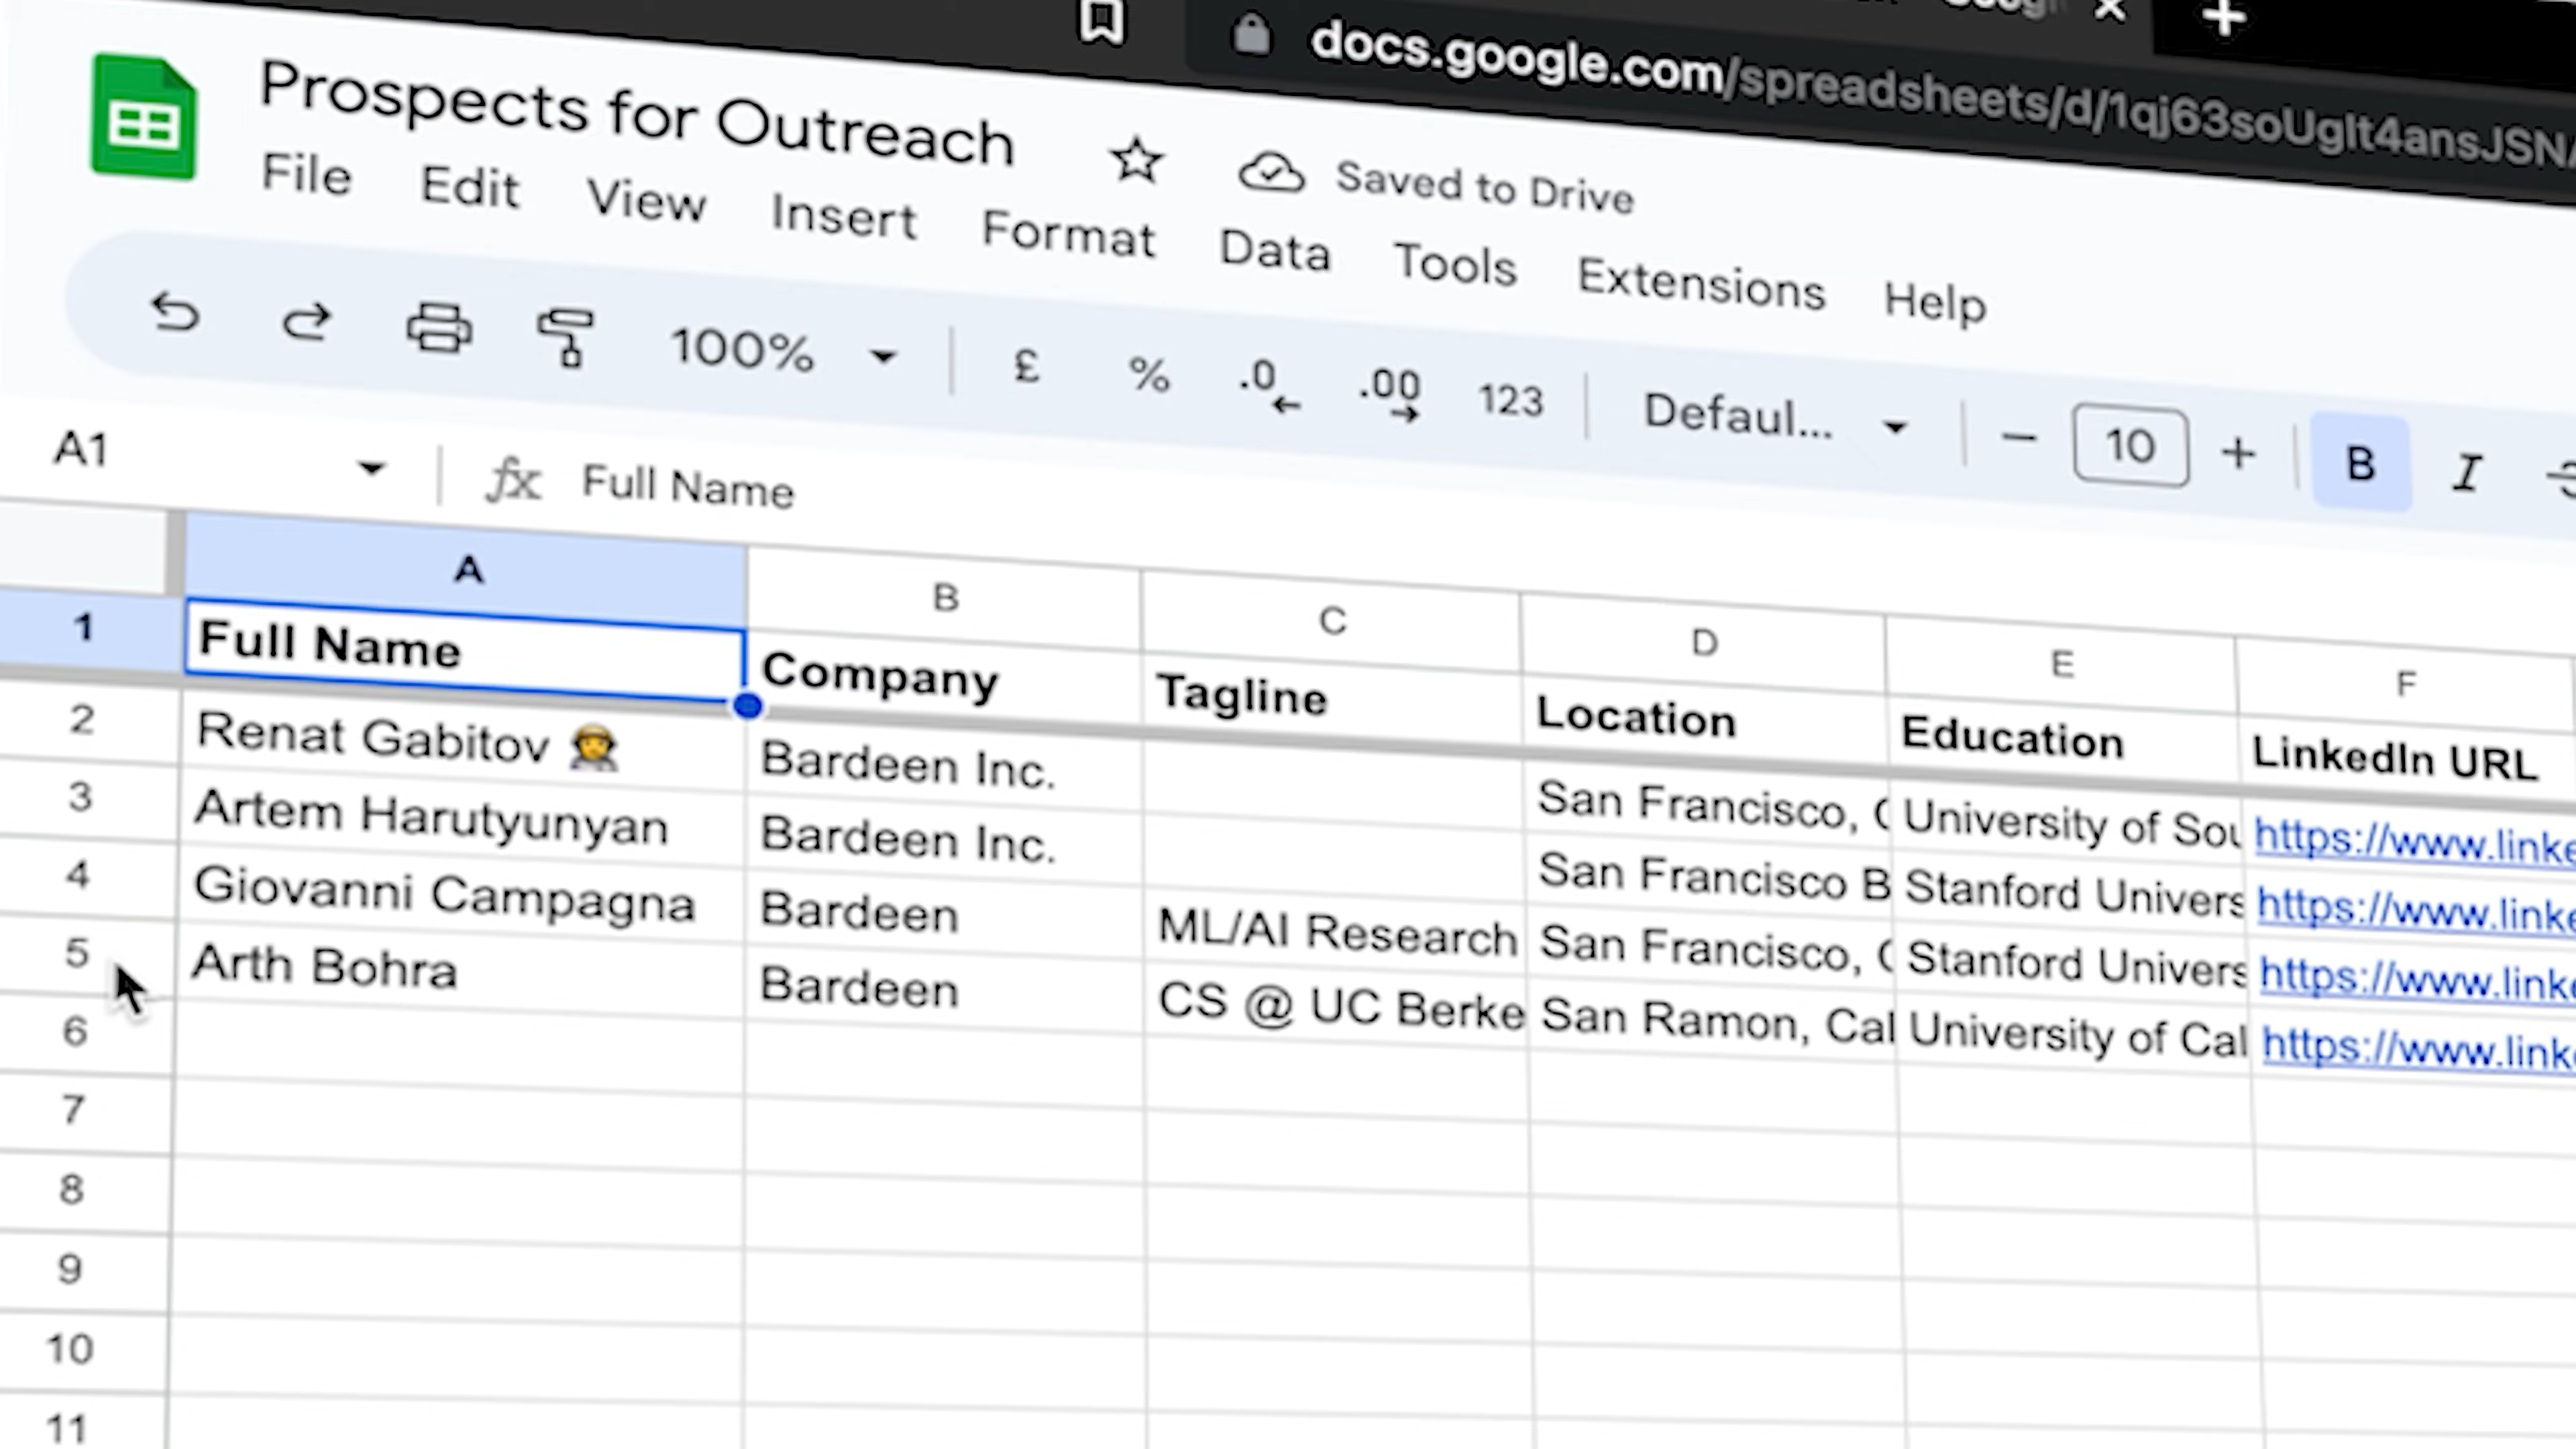 docs.google.com/spreadsheets/d/1qj63soUgIt4ansJSN
Prospects for Outreach
Saved to Drive
File Edit View Insert Format Data Tools Extensions Help
100% £ % .0 .00 123 Defaul... 10 B I
A1 fx Full Name
A B C D E F
1 Full Name Company Tagline Location Education LinkedIn URL
2 Renat Gabitov Bardeen Inc. San Francisco, University of Sou https://www.linke
3 Artem Harutyunyan Bardeen Inc. San Francisco B Stanford Univers https://www.linke
4 Giovanni Campagna Bardeen ML/AI Research San Francisco, Stanford Univers https://www.linke
5 Arth Bohra Bardeen CS @ UC Berke San Ramon, Cal University of Cal https://www.linke
6
7
8
9
10
11